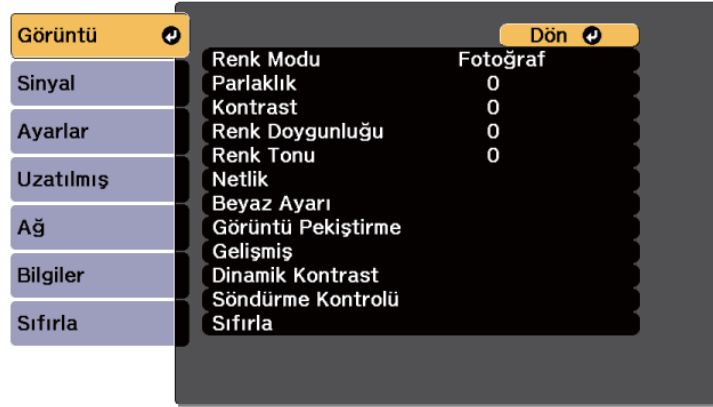 Görüntü
Sinyal
Ayarlar
Uzatılmış
Ağ
Bilgiler
Sıfırla
Dön
Renk Modu Fotoğraf
Parlaklık 0
Kontrast 0
Renk Doygunluğu 0
Renk Tonu 0
Netlik
Beyaz Ayarı
Görüntü Pekiştirme
Gelişmiş
Dinamik Kontrast
Söndürme Kontrolü
Sıfırla